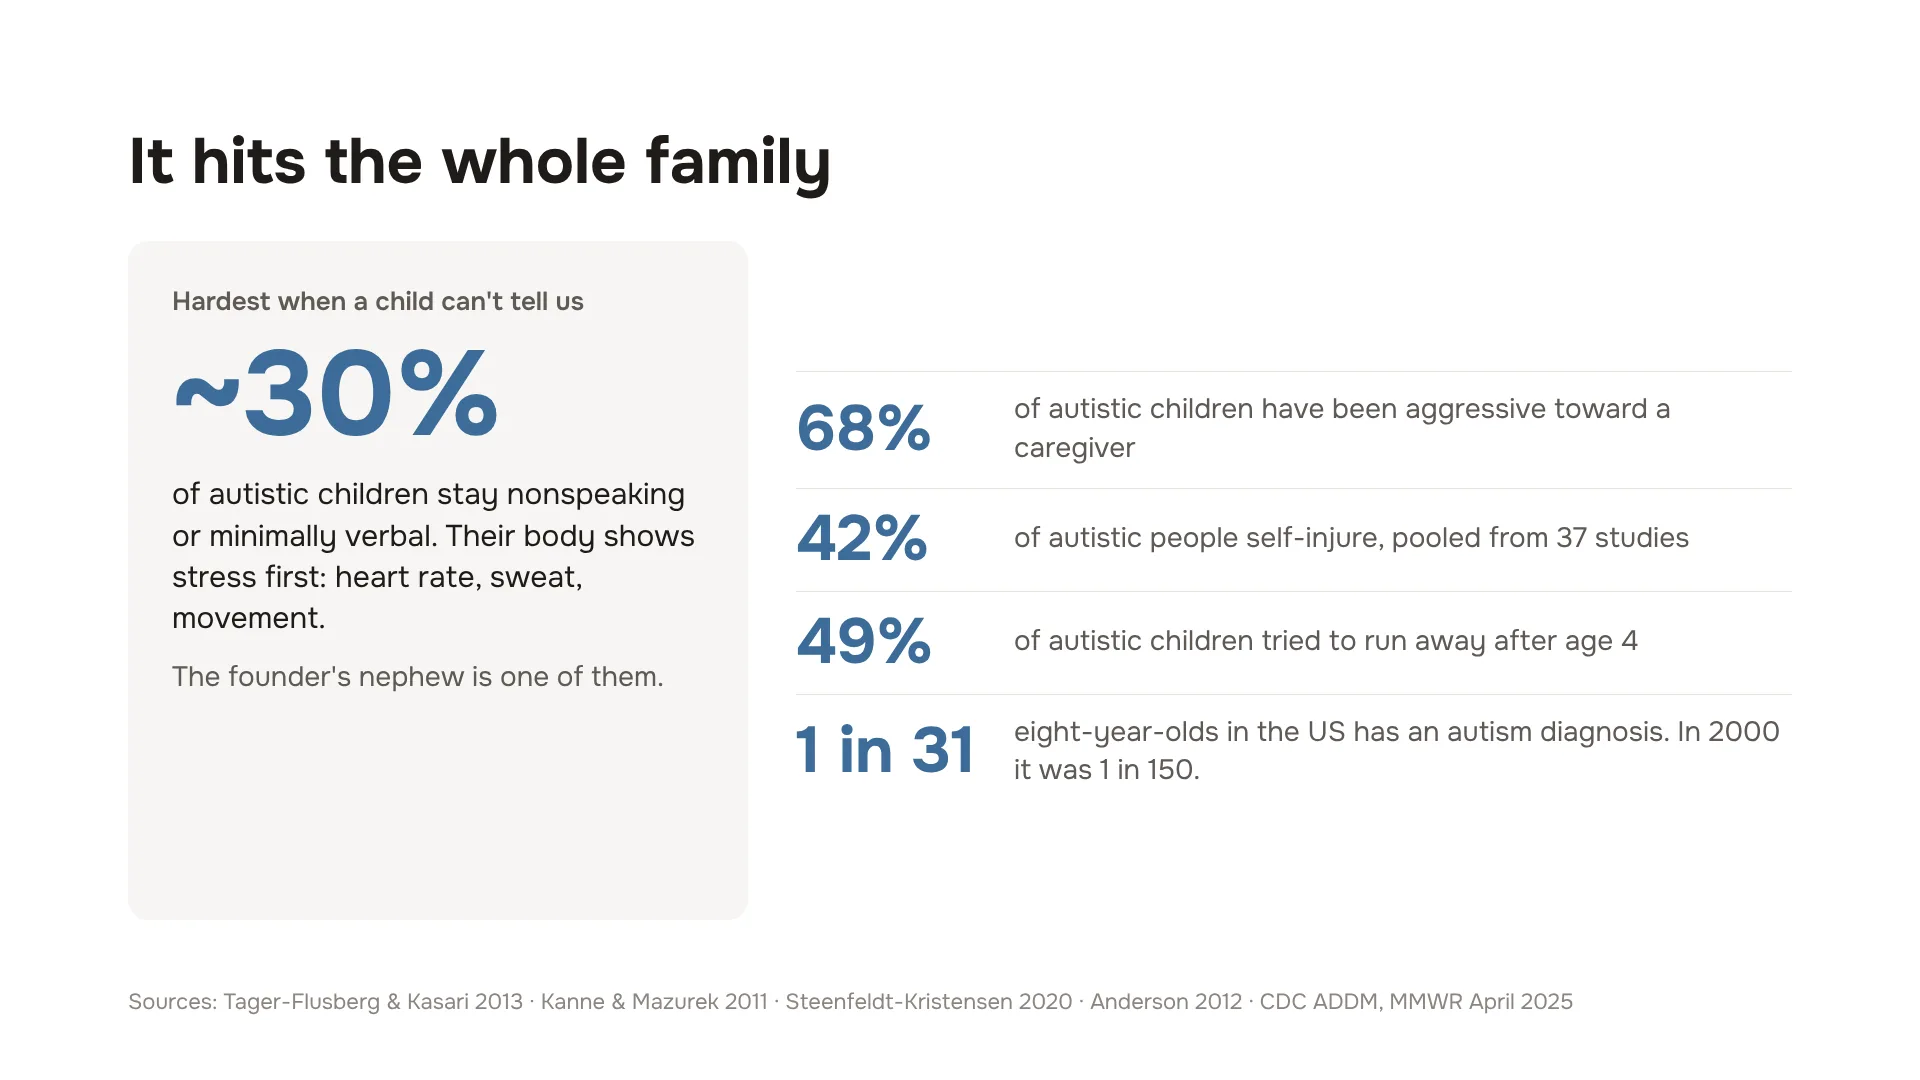 It hits the whole family
Hardest when a child can't tell us
~30%
of autistic children stay nonspeaking
or minimally verbal. Their body shows
stress first: heart rate, sweat,
movement.
The founder's nephew is one of them.
68%
of autistic children have been aggressive toward a
caregiver
42%
of autistic people self-injure, pooled from 37 studies
49%
of autistic children tried to run away after age 4
1 in 31
eight-year-olds in the US has an autism diagnosis. In 2000
it was 1 in 150.
Sources: Tager-Flusberg & Kasari 2013 · Kanne & Mazurek 2011 · Steenfeldt-Kristensen 2020 · Anderson 2012 · CDC ADDM, MMWR April 2025